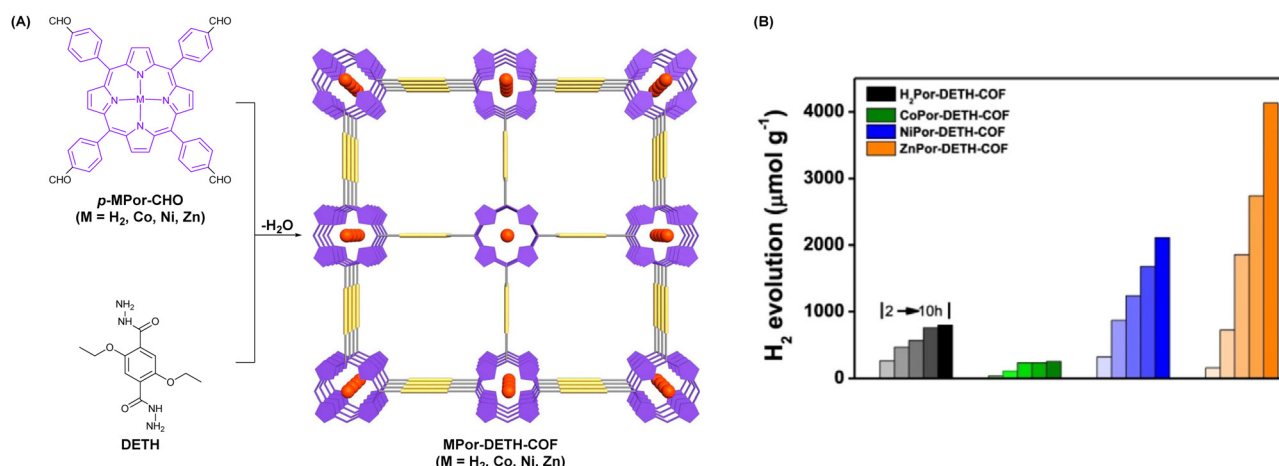 (A)
CHO
CHO
N
N
M
N
N
CHO
CHO
p-MPor-CHO
(M = H2, Co, Ni, Zn)
-H2O
NH2
NH
O
O
O
O
NH
NH2
DETH
MPor-DETH-COF
(M = H2, Co, Ni, Zn)
(B)
H2 evolution (μmol g-1)
4000
3000
2000
1000
0
H2Por-DETH-COF
CoPor-DETH-COF
NiPor-DETH-COF
ZnPor-DETH-COF
2→10h